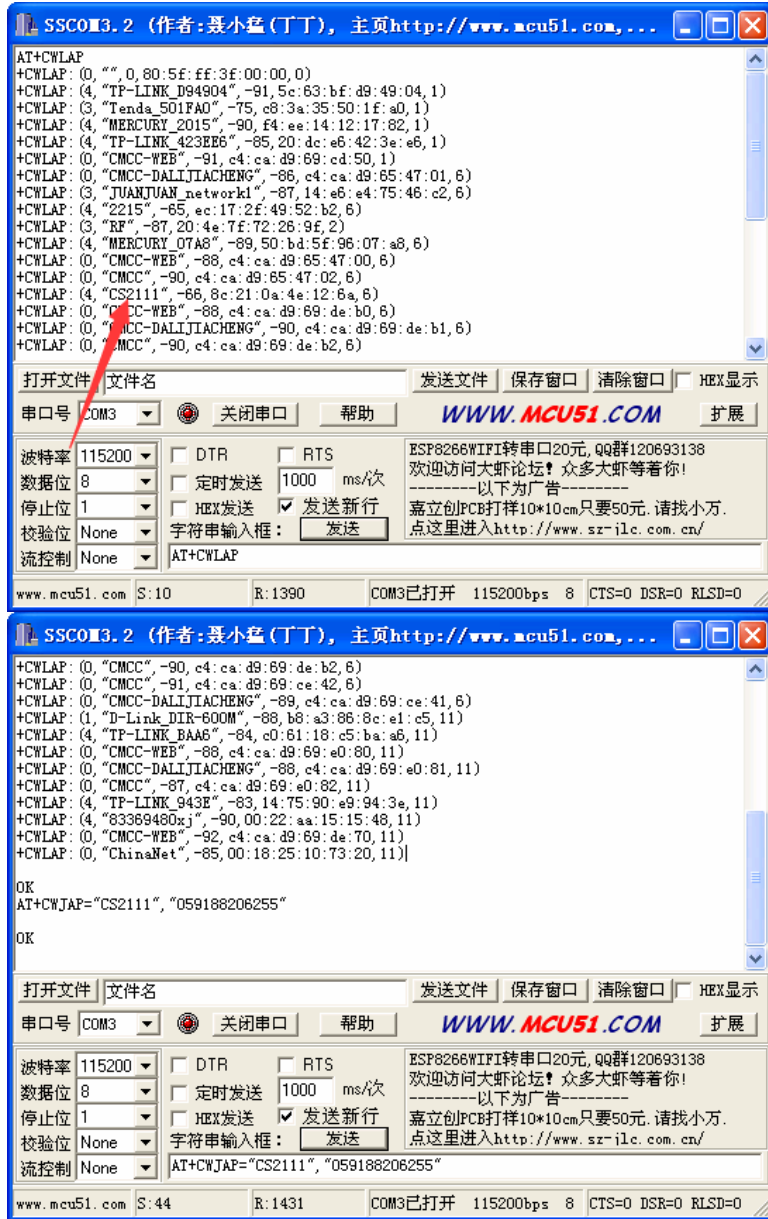 SSCOM3.2 (作者:聂小猛(丁丁), 主页http://www.mcu51.com,...
AT+CWLAP
+CWLAP: (0, "", 0, 80:5f:ff:3f:00:00, 0)
+CWLAP: (4, "TP-LINK_D94904", -91, 5c:63:bf:d9:49:04, 1)
+CWLAP: (3, "Tenda_501FA0", -75, c8:3a:35:50:1f:a0, 1)
+CWLAP: (4, "MERCURY_2015", -90, f4:ee:14:12:17:82, 1)
+CWLAP: (4, "TP-LINK_423EE6", -85, 20:dc:e6:42:3e:e6, 1)
+CWLAP: (0, "CMCC-WEB", -91, c4:ca:d9:69:cd:50, 1)
+CWLAP: (0, "CMCC-DALIJIACHENG", -86, c4:ca:d9:65:47:01, 6)
+CWLAP: (3, "JUANJUAN_network1", -87, 14:e6:e4:75:46:c2, 6)
+CWLAP: (4, "2215", -65, ec:17:2f:49:52:b2, 6)
+CWLAP: (3, "RF", -87, 20:4e:7f:72:26:9f, 2)
+CWLAP: (4, "MERCURY_07A8", -89, 50:bd:5f:96:07:a8, 6)
+CWLAP: (0, "CMCC-WEB", -88, c4:ca:d9:65:47:00, 6)
+CWLAP: (0, "CMCC", -90, c4:ca:d9:65:47:02, 6)
+CWLAP: (4, "CS2111", -66, 8c:21:0a:4e:12:6a, 6)
+CWLAP: (0, "CMCC-WEB", -88, c4:ca:d9:69:de:b0, 6)
+CWLAP: (0, "CMCC-DALIJIACHENG", -90, c4:ca:d9:69:de:b1, 6)
+CWLAP: (0, "CMCC", -90, c4:ca:d9:69:de:b2, 6)
打开文件 文件名 发送文件 保存窗口 清除窗口 HEX显示
串口号 COM3 关闭串口 帮助 WWW.MCU51.COM 扩展
波特率 115200 DTR RTS
数据位 8 定时发送 1000 ms/次
停止位 1 HEX发送 发送新行
校验位 None 字符串输入框: 发送
流控制 None AT+CWLAP
ESP8266WIFI转串口20元,QQ群120693138
欢迎访问大虾论坛! 众多大虾等着你!
--------以下为广告--------
嘉立创PCB打样10*10cm只要50元.请找小万.
点这里进入http://www.sz-jlc.com.cn/
www.mcu51.com S:10 R:1390 COM3已打开 115200bps 8 CTS=0 DSR=0 RLSD=0
SSCOM3.2 (作者:聂小猛(丁丁), 主页http://www.mcu51.com,...
+CWLAP: (0, "CMCC", -90, c4:ca:d9:69:de:b2, 6)
+CWLAP: (0, "CMCC", -91, c4:ca:d9:69:ce:42, 6)
+CWLAP: (0, "CMCC-DALIJIACHENG", -89, c4:ca:d9:69:ce:41, 6)
+CWLAP: (1, "D-Link_DIR-600M", -88, b8:a3:86:8c:e1:c5, 11)
+CWLAP: (4, "TP-LINK_BAA6", -84, c0:61:18:c5:ba:a6, 11)
+CWLAP: (0, "CMCC-WEB", -88, c4:ca:d9:69:e0:80, 11)
+CWLAP: (0, "CMCC-DALIJIACHENG", -88, c4:ca:d9:69:e0:81, 11)
+CWLAP: (0, "CMCC", -87, c4:ca:d9:69:e0:82, 11)
+CWLAP: (4, "TP-LINK_943E", -83, 14:75:90:e9:94:3e, 11)
+CWLAP: (4, "83369480xj", -90, 00:22:aa:15:15:48, 11)
+CWLAP: (0, "CMCC-WEB", -92, c4:ca:d9:69:de:70, 11)
+CWLAP: (0, "ChinaNet", -85, 00:18:25:10:73:20, 11)
OK
AT+CWJAP="CS2111", "059188206255"
OK
打开文件 文件名 发送文件 保存窗口 清除窗口 HEX显示
串口号 COM3 关闭串口 帮助 WWW.MCU51.COM 扩展
波特率 115200 DTR RTS
数据位 8 定时发送 1000 ms/次
停止位 1 HEX发送 发送新行
校验位 None 字符串输入框: 发送
流控制 None AT+CWJAP="CS2111", "059188206255"
ESP8266WIFI转串口20元,QQ群120693138
欢迎访问大虾论坛! 众多大虾等着你!
--------以下为广告--------
嘉立创PCB打样10*10cm只要50元.请找小万.
点这里进入http://www.sz-jlc.com.cn/
www.mcu51.com S:44 R:1431 COM3已打开 115200bps 8 CTS=0 DSR=0 RLSD=0